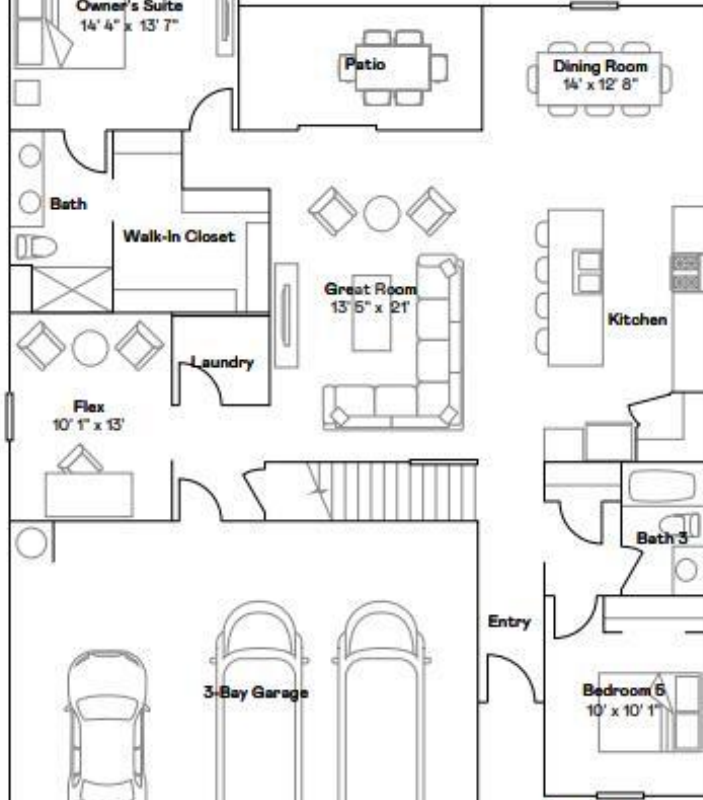 Owner's Suite
14' 4" x 13' 7"
Patio
Dining Room
14' x 12' 8"
Bath
Walk-In Closet
Great Room
13' 5" x 21'
Kitchen
Laundry
Flex
10' 1" x 13'
Bath 3
Entry
3-Bay Garage
Bedroom 5
10' x 10' 1"